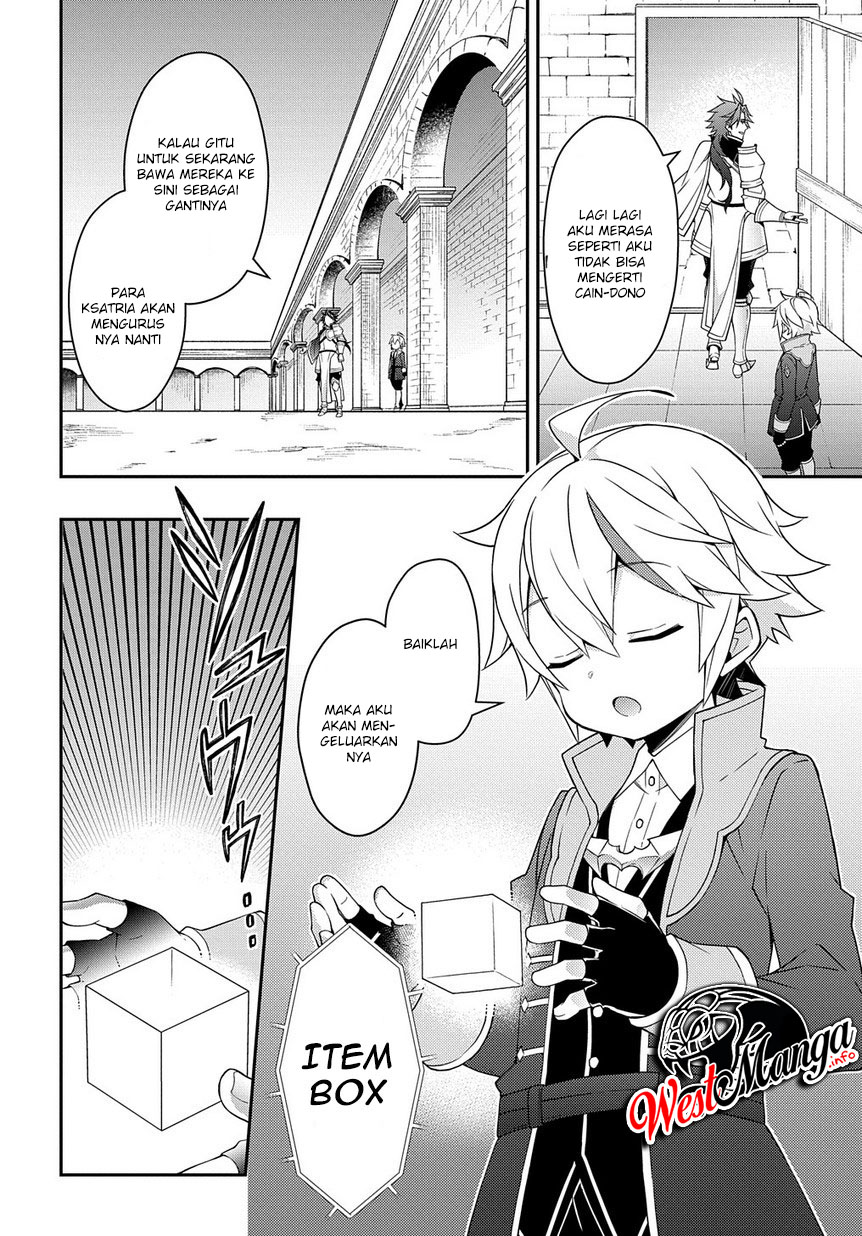 LAGI LAGI
AKU MERASA
SEPERTI AKU
TIDAK BISA
MENGERTI
CAIN-DONO
KALAU GITU
UNTUK SEKARANG
BAWA MEREKA KE
SINI SEBAGAI
GANTINYA
PARA
KSATRIA AKAN
MENGURUS
NYA NANTI
BAIKLAH
MAKA AKU
AKAN MEN-
GELUARKAN
NYA
ITEM
BOX
WestManga
.info